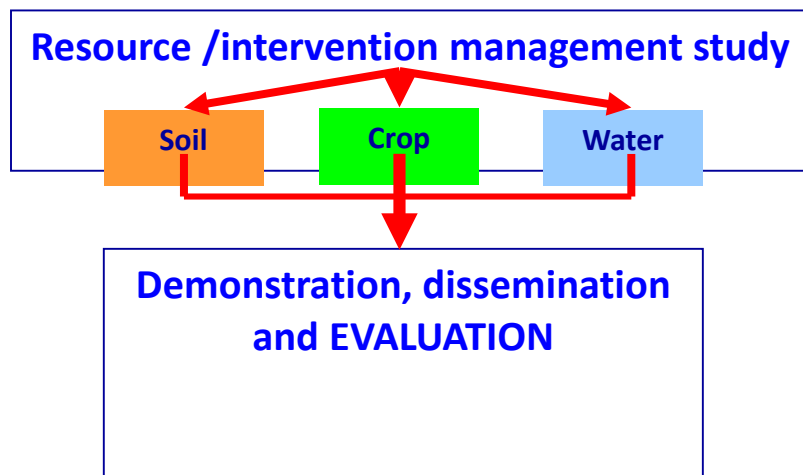 Resource /intervention management study
Soil
Crop
Water
Demonstration, dissemination
and EVALUATION